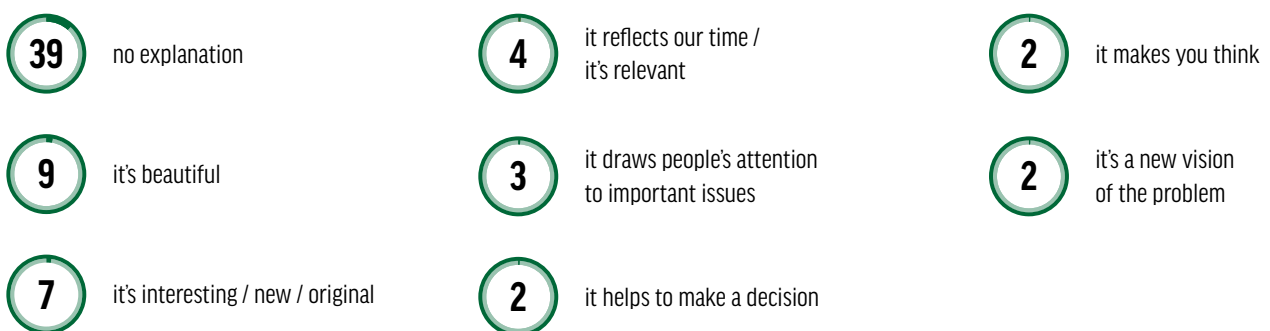 39
no explanation
9
it's beautiful
7
it's interesting / new / original
4
it reflects our time /
it's relevant
3
it draws people's attention
to important issues
2
it helps to make a decision
2
it makes you think
2
it's a new vision
of the problem